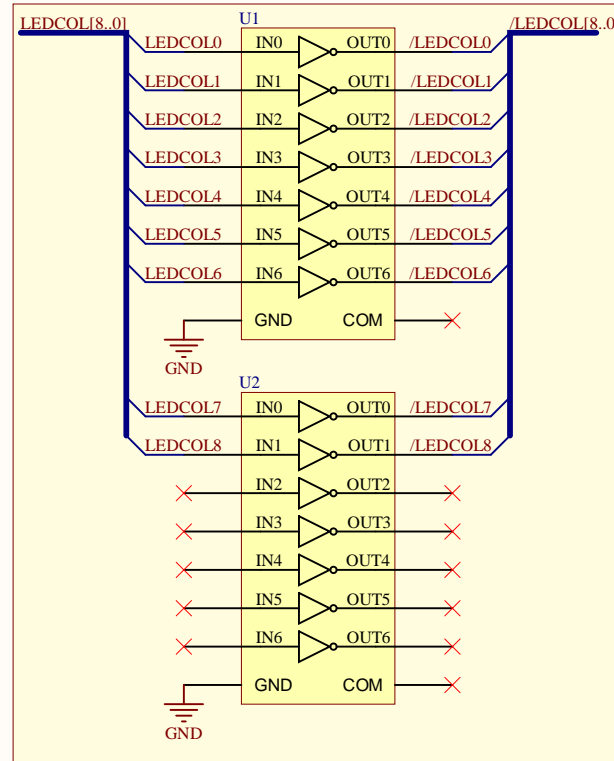 LEDCOL[8..0] U1 /LEDCOL[8..0
LEDCOL0 IN0 OUT0 /LEDCOL0
LEDCOL1 IN1 OUT1 /LEDCOL1
LEDCOL2 IN2 OUT2 /LEDCOL2
LEDCOL3 IN3 OUT3 /LEDCOL3
LEDCOL4 IN4 OUT4 /LEDCOL4
LEDCOL5 IN5 OUT5 /LEDCOL5
LEDCOL6 IN6 OUT6 /LEDCOL6
GND COM
GND
U2
LEDCOL7 IN0 OUT0 /LEDCOL7
LEDCOL8 IN1 OUT1 /LEDCOL8
IN2 OUT2
IN3 OUT3
IN4 OUT4
IN5 OUT5
IN6 OUT6
GND COM
GND